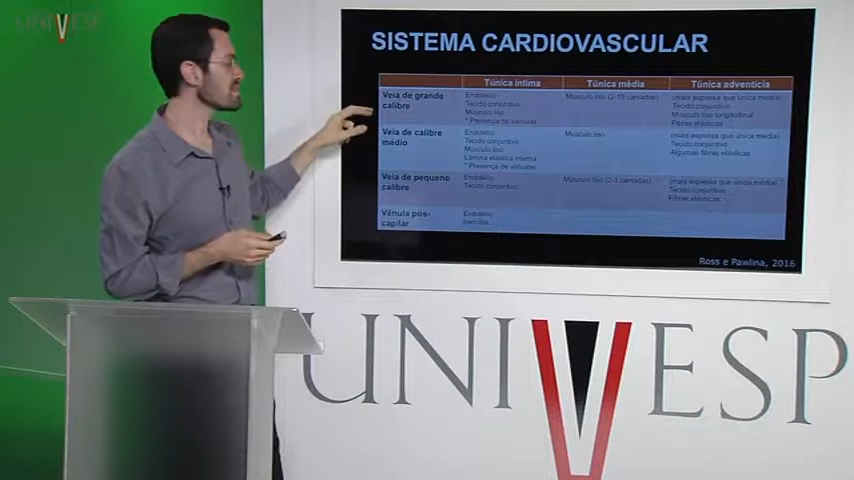 UNIVESP
SISTEMA CARDIOVASCULAR
Túnica íntima
Túnica média
Túnica adventícia
Veia de grande
calibre
Endotélio
Tecido conjuntivo
Músculo liso
* Presença de válvulas
Músculo liso (2-15 camadas)
(mais espessa que túnica média)
Tecido conjuntivo
Músculo liso longitudinal
Fibras elásticas
Veia de calibre
médio
Endotélio
Tecido conjuntivo
Músculo liso
Lâmina elástica interna
* Presença de válvulas
Músculo liso
(mais espessa que túnica média)
Tecido conjuntivo
Algumas fibras elásticas
Veia de pequeno
calibre
Endotélio
Tecido conjuntivo
Músculo liso (2-3 camadas)
(mais espessa que túnica média)
Tecido conjuntivo
Fibras elásticas
Vênula pós-
capilar
Endotélio
Pericitos
Ross e Pawlina, 2016
UNIVESP